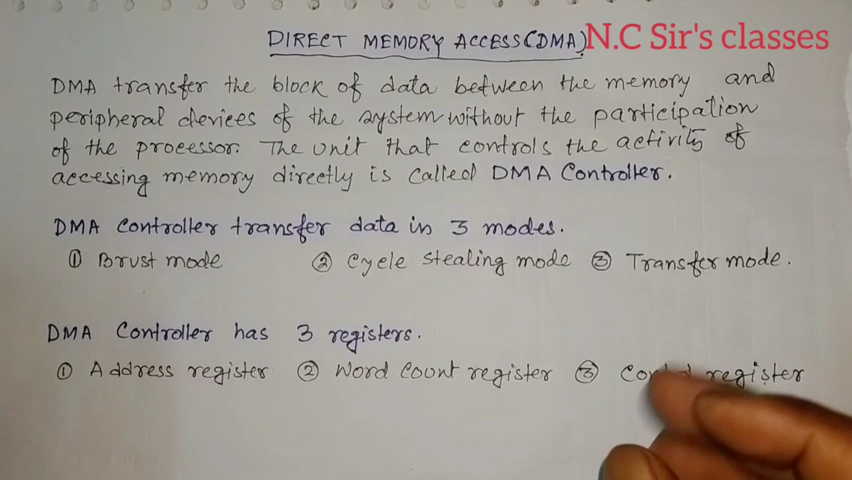 DIRECT MEMORY ACCESS(DMA) N.C Sir's classes
DMA transfer the block of data between the memory and
peripheral devices of the system without the participation
of the processor. The unit that controls the activity of
accessing memory directly is called DMA Controller.
DMA controller transfer data in 3 modes.
① Brust mode ② Cycle Stealing mode ③ Transfer mode.
DMA Controller has 3 registers.
① Address register ② Word Count register ③ register